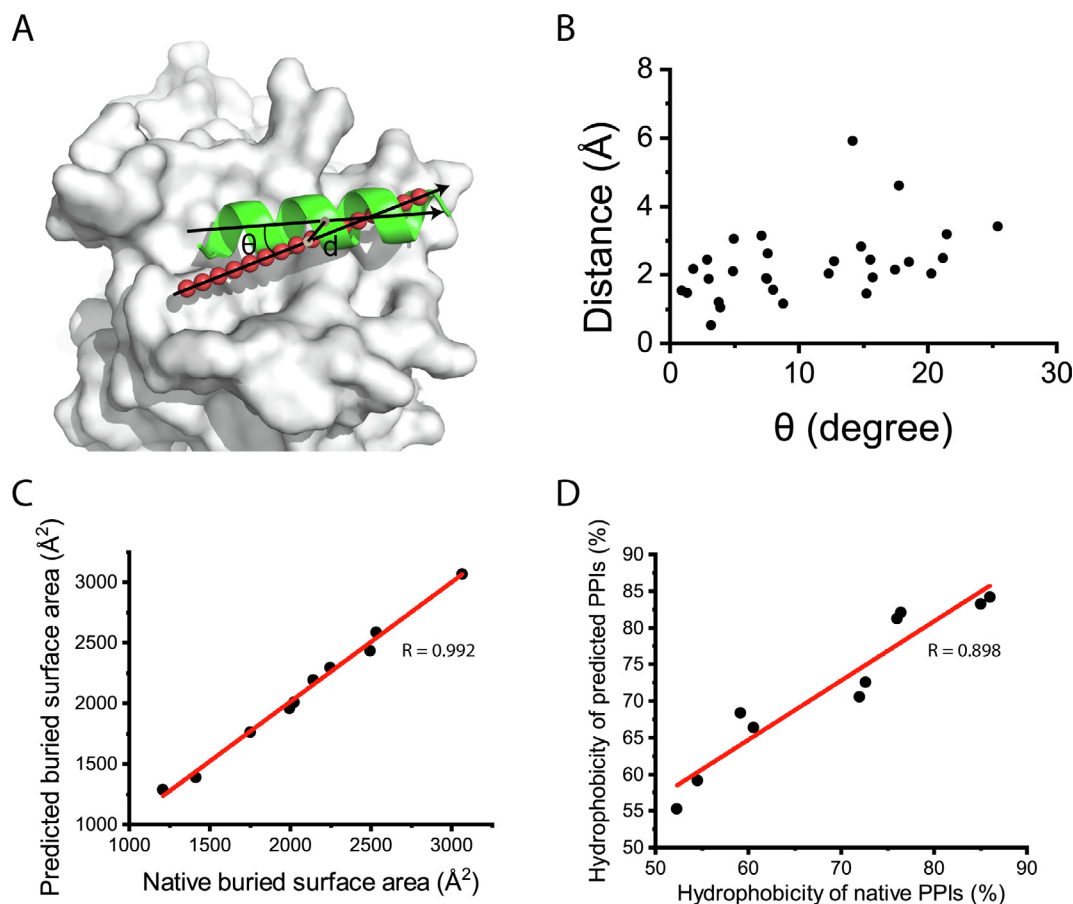 A
θ
d
B
Distance (Å)
8
6
4
2
0
0 10 20 30
θ (degree)
C
Predicted buried surface area (Å²)
3000
2500
2000
1500
1000
R = 0.992
1000 1500 2000 2500 3000
Native buried surface area (Å²)
D
Hydrophobicity of predicted PPIs (%)
90
85
80
75
70
65
60
55
50
R = 0.898
50 60 70 80 90
Hydrophobicity of native PPIs (%)